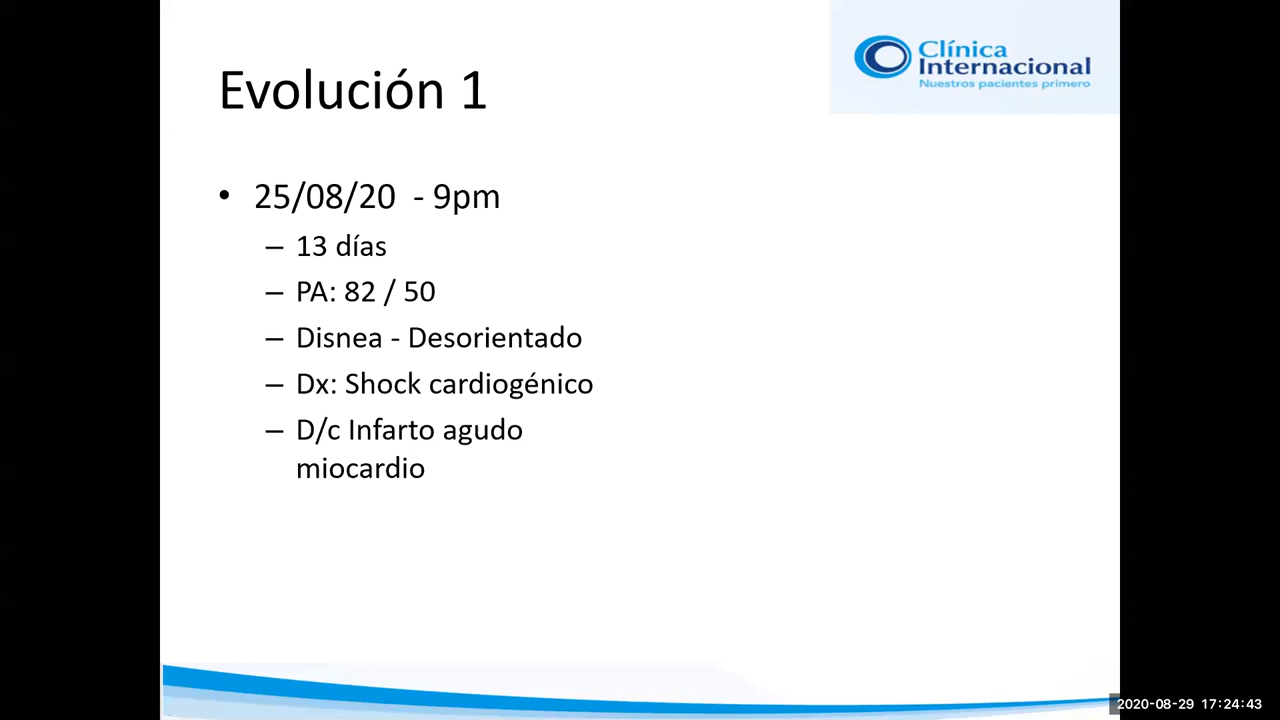 Clínica
Internacional
Nuestros pacientes primero
Evolución 1
• 25/08/20 - 9pm
– 13 días
– PA: 82 / 50
– Disnea - Desorientado
– Dx: Shock cardiogénico
– D/c Infarto agudo
miocardio
2020-08-29 17:24:43